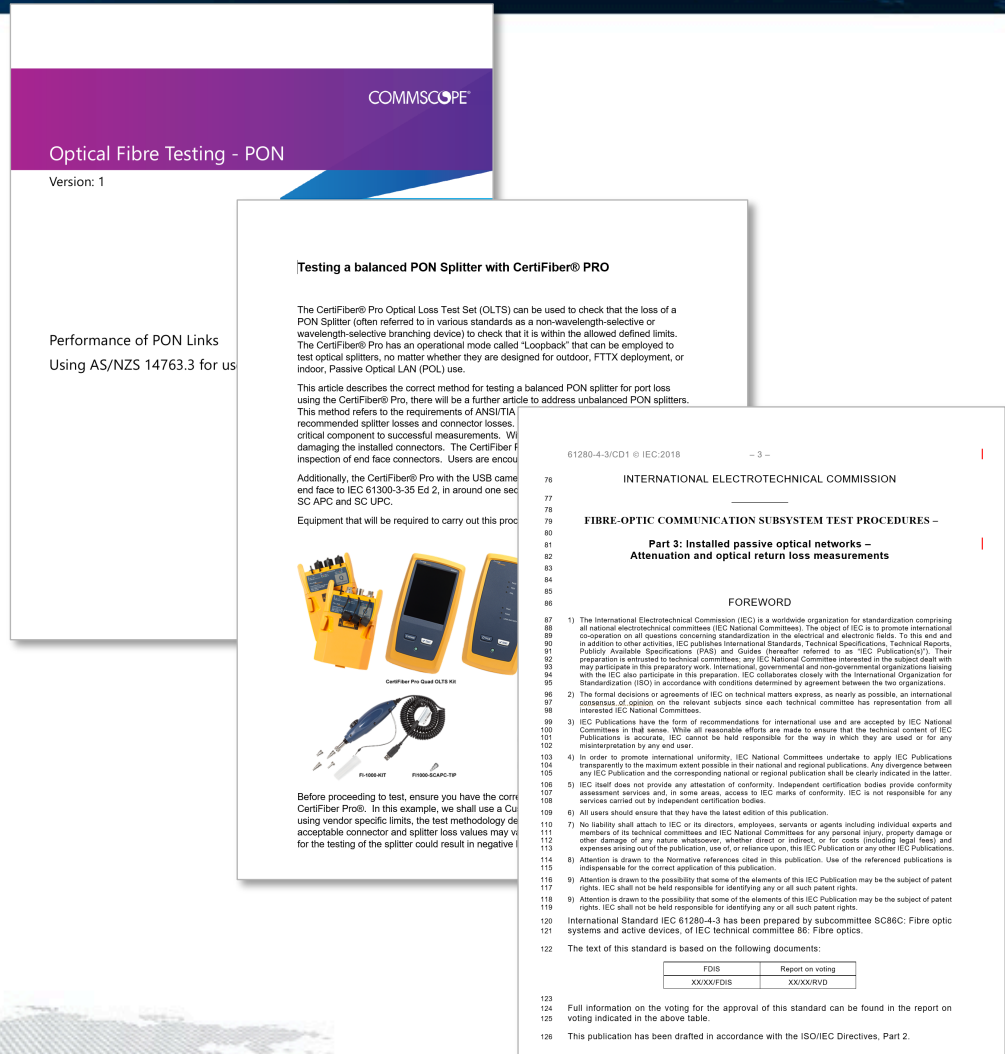 COMMSCOPE®
Optical Fibre Testing - PON
Version: 1
Performance of PON Links
Using AS/NZS 14763.3 for us
Testing a balanced PON Splitter with CertiFiber® PRO
The CertiFiber® Pro Optical Loss Test Set (OLTS) can be used to check that the loss of a
PON Splitter (often referred to in various standards as a non-wavelength-selective or
wavelength-selective branching device) to check that it is within the allowed defined limits.
The CertiFiber® Pro has an operational mode called "Loopback" that can be employed to
test optical splitters, no matter whether they are designed for outdoor, FTTX deployment, or
indoor, Passive Optical LAN (POL) use.
This article describes the correct method for testing a balanced PON splitter for port loss
using the CertiFiber® Pro, there will be a further article to address unbalanced PON splitters.
This method refers to the requirements of ANSI/TIA
recommended splitter losses and connector losses.
critical component to successful measurements. Wi
damaging the installed connectors. The CertiFiber P
inspection of end face connectors. Users are encou
Additionally, the CertiFiber® Pro with the USB came
end face to IEC 61300-3-35 Ed 2, in around one sec
SC APC and SC UPC.
Equipment that will be required to carry out this proc
CertiFiber Pro Quad OLTS Kit
FI-1000-KIT
FI1000-SCAPC-TIP
Before proceeding to test, ensure you have the corre
CertiFiber Pro®. In this example, we shall use a Cu
using vendor specific limits, the test methodology de
acceptable connector and splitter loss values may va
for the testing of the splitter could result in negative l
61280-4-3/CD1 © IEC:2018 – 3 –
76 INTERNATIONAL ELECTROTECHNICAL COMMISSION
77
78
79 FIBRE-OPTIC COMMUNICATION SUBSYSTEM TEST PROCEDURES –
80
81 Part 3: Installed passive optical networks –
82 Attenuation and optical return loss measurements
83
84
85
86 FOREWORD
87 1) The International Electrotechnical Commission (IEC) is a worldwide organization for standardization comprising
88 all national electrotechnical committees (IEC National Committees). The object of IEC is to promote international
89 co-operation on all questions concerning standardization in the electrical and electronic fields. To this end and
90 in addition to other activities, IEC publishes International Standards, Technical Specifications, Technical Reports,
91 Publicly Available Specifications (PAS) and Guides (hereafter referred to as "IEC Publication(s)"). Their
92 preparation is entrusted to technical committees; any IEC National Committee interested in the subject dealt with
93 may participate in this preparatory work. International, governmental and non-governmental organizations liaising
94 with the IEC also participate in this preparation. IEC collaborates closely with the International Organization for
95 Standardization (ISO) in accordance with conditions determined by agreement between the two organizations.
96 2) The formal decisions or agreements of IEC on technical matters express, as nearly as possible, an international
97 consensus of opinion on the relevant subjects since each technical committee has representation from all
98 interested IEC National Committees.
99 3) IEC Publications have the form of recommendations for international use and are accepted by IEC National
100 Committees in that sense. While all reasonable efforts are made to ensure that the technical content of IEC
101 Publications is accurate, IEC cannot be held responsible for the way in which they are used or for any
102 misinterpretation by any end user.
103 4) In order to promote international uniformity, IEC National Committees undertake to apply IEC Publications
104 transparently to the maximum extent possible in their national and regional publications. Any divergence between
105 any IEC Publication and the corresponding national or regional publication shall be clearly indicated in the latter.
106 5) IEC itself does not provide any attestation of conformity. Independent certification bodies provide conformity
107 assessment services and, in some areas, access to IEC marks of conformity. IEC is not responsible for any
108 services carried out by independent certification bodies.
109 6) All users should ensure that they have the latest edition of this publication.
110 7) No liability shall attach to IEC or its directors, employees, servants or agents including individual experts and
111 members of its technical committees and IEC National Committees for any personal injury, property damage or
112 other damage of any nature whatsoever, whether direct or indirect, or for costs (including legal fees) and
113 expenses arising out of the publication, use of, or reliance upon, this IEC Publication or any other IEC Publications.
114 8) Attention is drawn to the Normative references cited in this publication. Use of the referenced publications is
115 indispensable for the correct application of this publication.
116 9) Attention is drawn to the possibility that some of the elements of this IEC Publication may be the subject of patent
117 rights. IEC shall not be held responsible for identifying any or all such patent rights.
118 9) Attention is drawn to the possibility that some of the elements of this IEC Publication may be the subject of patent
119 rights. IEC shall not be held responsible for identifying any or all such patent rights.
120 International Standard IEC 61280-4-3 has been prepared by subcommittee SC86C: Fibre optic
121 systems and active devices, of IEC technical committee 86: Fibre optics.
122 The text of this standard is based on the following documents:
FDIS Report on voting
XX/XX/FDIS XX/XX/RVD
123
124 Full information on the voting for the approval of this standard can be found in the report on
125 voting indicated in the above table.
126 This publication has been drafted in accordance with the ISO/IEC Directives, Part 2.